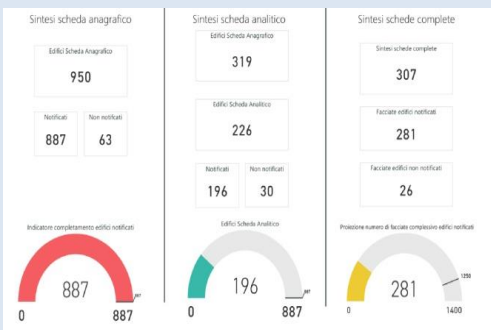 Sintesi scheda anagrafico
Edifici Scheda Anagrafico
950
Notificati
Non notificati
887
63
Indicatore completamento edifici notificati
887
887
0
887
Sintesi scheda analitico
Edifici Scheda Anagrafico
319
Edifici Scheda Analitico
226
Notificati
Non notificati
196
30
Edifici Scheda Analitico
196
887
0
887
Sintesi schede complete
Sintesi schede complete
307
Facciate edifici notificati
281
Facciate edifici non notificati
26
Proiezione numero di facciate complessivo edifici notificati
1250
281
0
1400